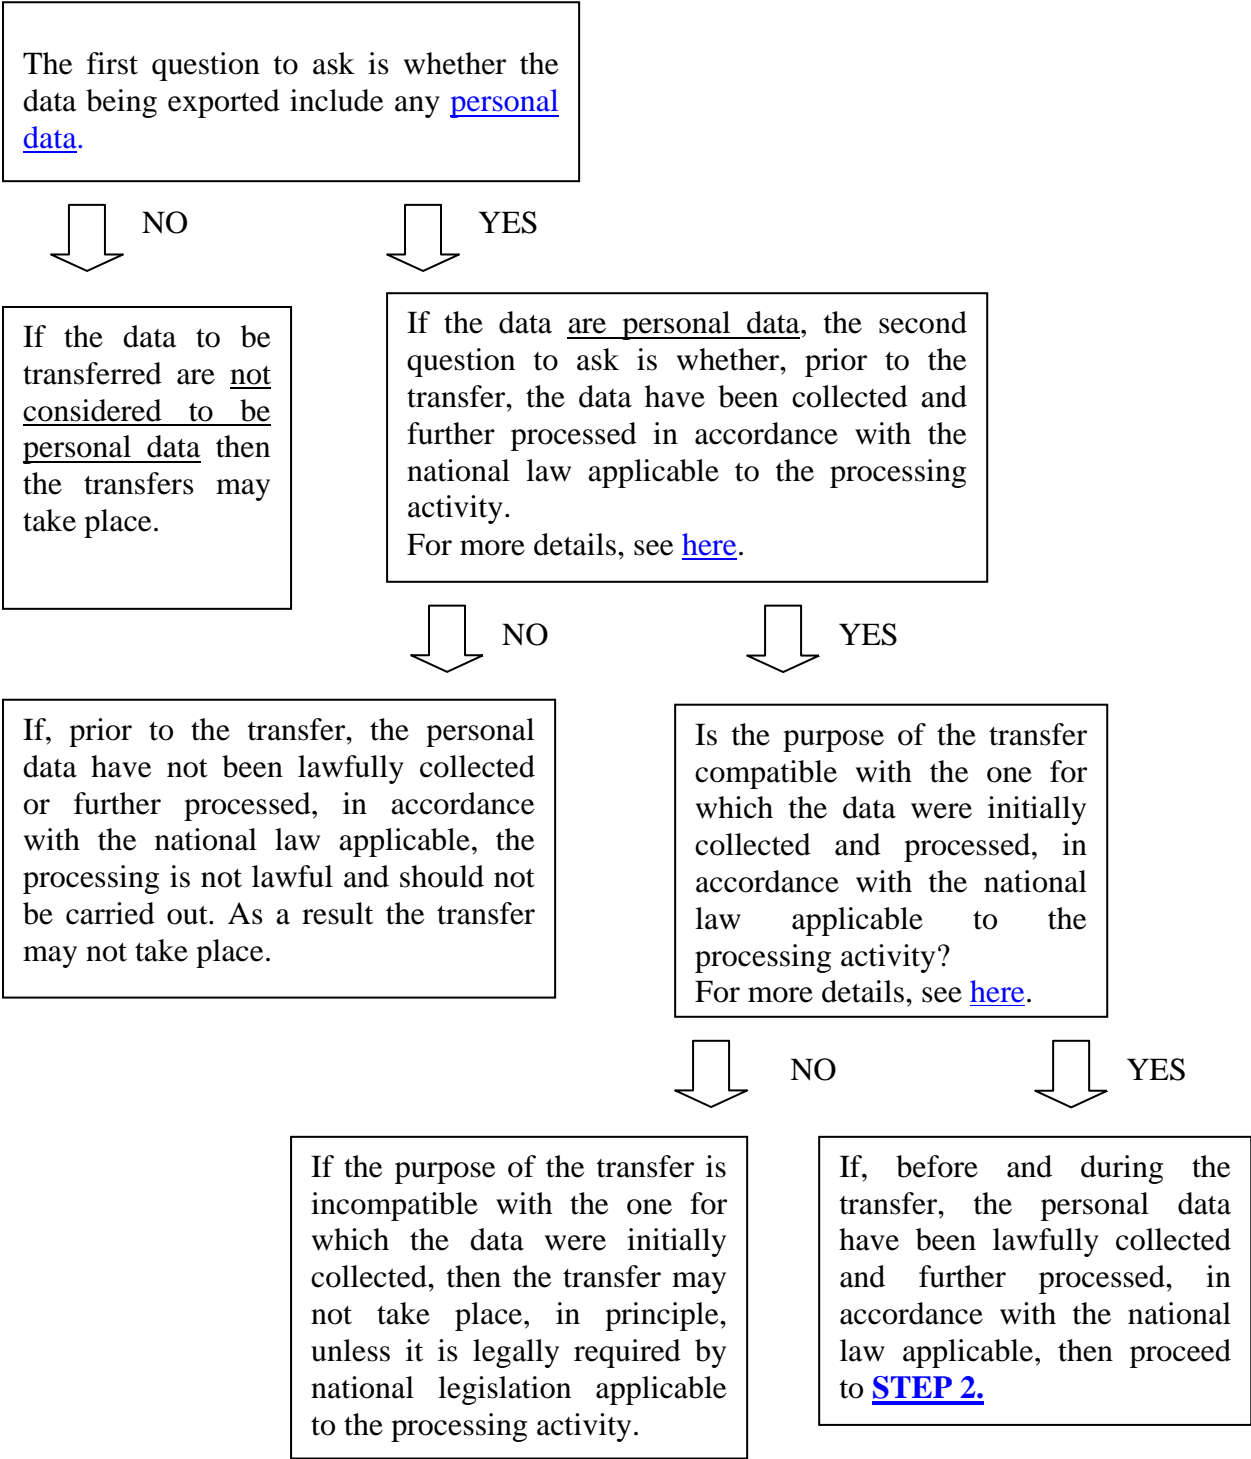 The first question to ask is whether the
data being exported include any personal
data.
NO
YES
If the data to be
transferred are not
considered to be
personal data then
the transfers may
take place.
If the data are personal data, the second
question to ask is whether, prior to the
transfer, the data have been collected and
further processed in accordance with the
national law applicable to the processing
activity.
For more details, see here.
NO
YES
If, prior to the transfer, the personal
data have not been lawfully collected
or further processed, in accordance
with the national law applicable, the
processing is not lawful and should not
be carried out. As a result the transfer
may not take place.
Is the purpose of the transfer
compatible with the one for
which the data were initially
collected and processed, in
accordance with the national
law applicable to the
processing activity?
For more details, see here.
NO
YES
If the purpose of the transfer is
incompatible with the one for
which the data were initially
collected, then the transfer may
not take place, in principle,
unless it is legally required by
national legislation applicable
to the processing activity.
If, before and during the
transfer, the personal data
have been lawfully collected
and further processed, in
accordance with the national
law applicable, then proceed
to STEP 2.